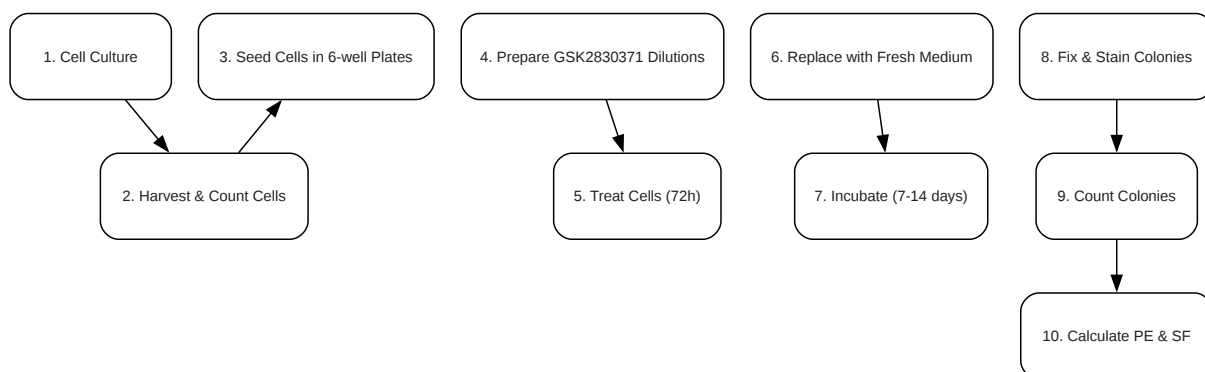 1. Cell Culture
2. Harvest & Count Cells
3. Seed Cells in 6-well Plates
4. Prepare GSK2830371 Dilutions
5. Treat Cells (72h)
6. Replace with Fresh Medium
7. Incubate (7-14 days)
8. Fix & Stain Colonies
9. Count Colonies
10. Calculate PE & SF